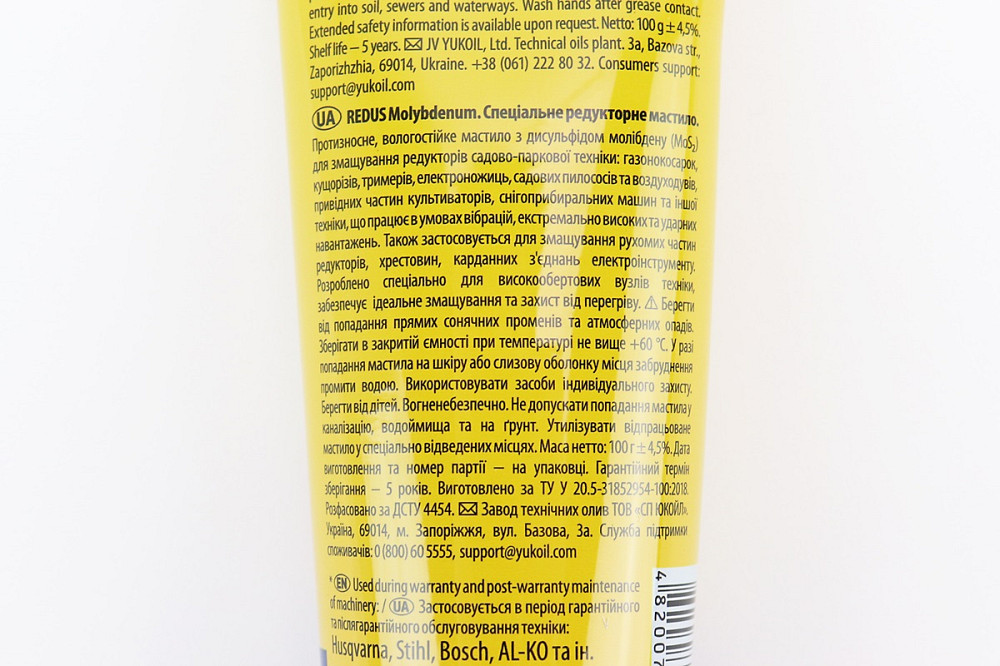 entry into soil, sewers and waterways. Wash hands after grease contact.
Extended safety information is available upon request. Netto: 100 g ± 4,5%.
Shelf life – 5 years. ✉ JV YUKOIL, Ltd. Technical oils plant. 3a, Bazova str.,
Zaporizhzhia, 69014, Ukraine. +38 (061) 222 80 32. Consumers support:
support@yukoil.com
UA REDUS Molybdenum. Спеціальне редукторне мастило.
Протизносне, вологостійке мастило з дисульфідом молібдену (MoS₂)
для змащування редукторів садово-паркової техніки: газонокосарок,
кущорізів, тримерів, електроножиць, садових пилососів та воздуходувів,
привідних частин культиваторів, снігоприбиральних машин та іншої
техніки, що працює в умовах вібрацій, екстремально високих та ударних
навантажень. Також застосовується для змащування рухомих частин
редукторів, хрестовин, карданних з'єднань електроінструменту.
Розроблено спеціально для високообертових вузлів техніки,
забезпечує ідеальне змащування та захист від перегріву. ⚠ Берегти
від попадання прямих сонячних променів та атмосферних опадів.
Зберігати в закритій ємності при температурі не вище +60 °C. У разі
попадання мастила на шкіру або слизову оболонку місця забруднення
промити водою. Використовувати засоби індивідуального захисту.
Берегти від дітей. Вогненебезпечно. Не допускати попадання мастила у
каналізацію, водоймища та на ґрунт. Утилізувати відпрацьоване
мастило у спеціально відведених місцях. Маса нетто: 100 г ± 4,5%. Дата
виготовлення та номер партії – на упаковці. Гарантійний термін
зберігання – 5 років. Виготовлено за ТУ У 20.5-31852954-100:2018.
Розфасовано за ДСТУ 4454. ✉ Завод технічних олив ТОВ «СП ЮКОЙЛ».
Україна, 69014, м. Запоріжжя, вул. Базова, 3а. Служба підтримки
споживачів: 0 (800) 60 5555, support@yukoil.com
* EN Used during warranty and post-warranty maintenance
of machinery: / UA Застосовується в період гарантійного
та післягарантійного обслуговування техніки:
Husqvarna, Stihl, Bosch, AL-KO та ін.
4 82007